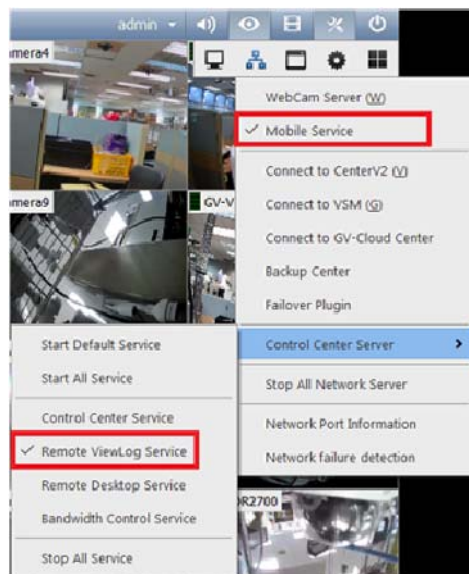 admin
amera4
WebCam Server (W)
Mobile Service
Connect to CenterV2 (V)
amera9
GV-V
Connect to VSM (G)
Connect to GV-Cloud Center
Backup Center
Failover Plugin
Start Default Service
Control Center Server
Start All Service
Stop All Network Server
Control Center Service
Network Port Information
Remote ViewLog Service
Network failure detection
Remote Desktop Service
R2700
Bandwidth Control Service
Stop All Service